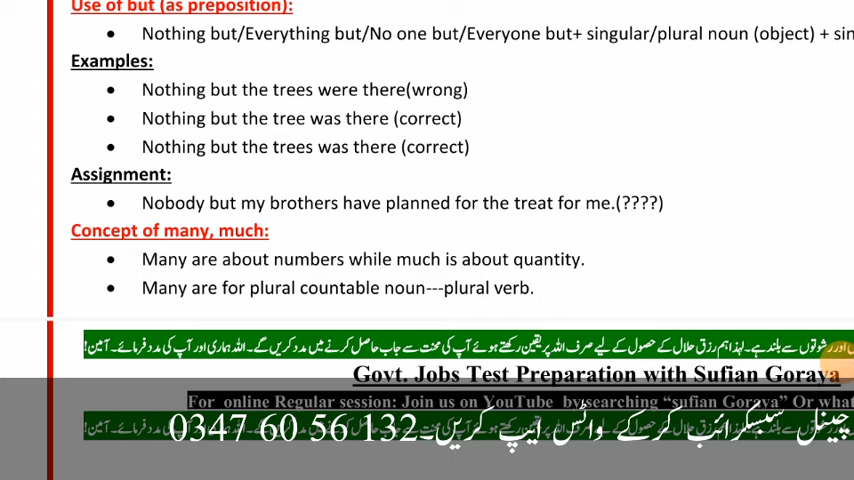 Use of but (as preposition):
• Nothing but/Everything but/No one but/Everyone but+ singular/plural noun (object) + sin
Examples:
• Nothing but the trees were there(wrong)
• Nothing but the tree was there (correct)
• Nothing but the trees was there (correct)
Assignment:
• Nobody but my brothers have planned for the treat for me.(????)
Concept of many, much:
• Many are about numbers while much is about quantity.
• Many are for plural countable noun---plural verb.
رشوتوں سے بلند ہے۔ لہذا ہم رزق حلال کے حصول کے لیے صرف اللہ پر یقین رکھتے ہوئے آپ کی محنت سے جاب حاصل کرنے میں مدد کریں گے۔ اللہ ہماری اور آپ کی مدد فرمائے۔ آمین!
Govt. Jobs Test Preparation with Sufian Goraya
For online Regular session: Join us on YouTube by searching “sufian Goraya” Or what
چینل سبسکرائب کرکے واٹس ایپ کریں۔0347 60 56 132